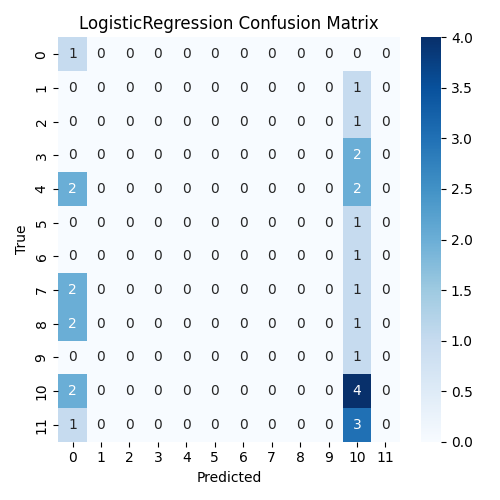 LogisticRegression Confusion Matrix
True
0 1 0 0 0 0 0 0 0 0 0 0 0
1 0 0 0 0 0 0 0 0 0 0 1 0
2 0 0 0 0 0 0 0 0 0 0 1 0
3 0 0 0 0 0 0 0 0 0 0 2 0
4 2 0 0 0 0 0 0 0 0 0 2 0
5 0 0 0 0 0 0 0 0 0 0 1 0
6 0 0 0 0 0 0 0 0 0 0 1 0
7 2 0 0 0 0 0 0 0 0 0 1 0
8 2 0 0 0 0 0 0 0 0 0 1 0
9 0 0 0 0 0 0 0 0 0 0 1 0
10 2 0 0 0 0 0 0 0 0 0 4 0
11 1 0 0 0 0 0 0 0 0 0 3 0
0 1 2 3 4 5 6 7 8 9 10 11
Predicted
4.0
3.5
3.0
2.5
2.0
1.5
1.0
0.5
0.0